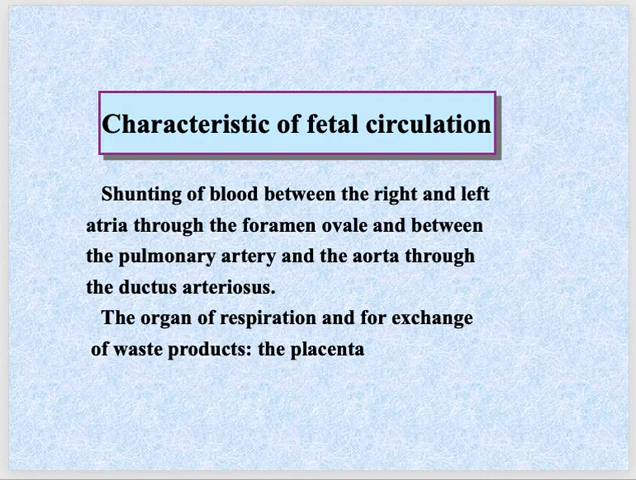 Characteristic of fetal circulation
Shunting of blood between the right and left
atria through the foramen ovale and between
the pulmonary artery and the aorta through
the ductus arteriosus.
The organ of respiration and for exchange
of waste products: the placenta